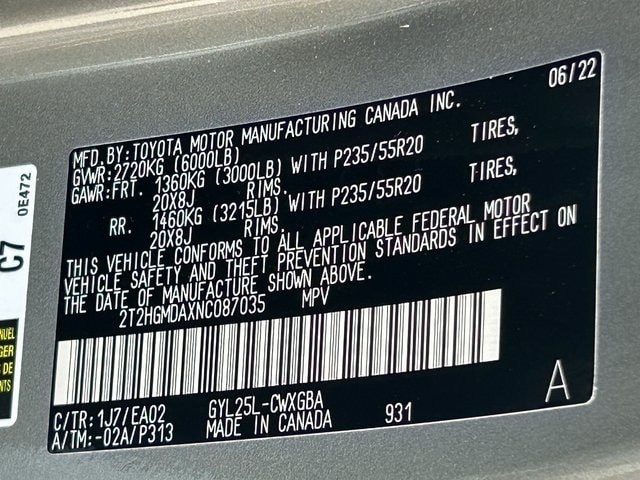 06/22
MFD.BY:TOYOTA MOTOR MANUFACTURING CANADA INC.
GVWR:2720KG (6000LB)
GAWR:FRT. 1360KG (3000LB) WITH P235/55R20 TIRES,
20X8J RIMS.
RR. 1460KG (3215LB) WITH P235/55R20 TIRES,
20X8J RIMS.
THIS VEHICLE CONFORMS TO ALL APPLICABLE FEDERAL MOTOR
VEHICLE SAFETY AND THEFT PREVENTION STANDARDS IN EFFECT ON
THE DATE OF MANUFACTURE SHOWN ABOVE.
2T2HGMDAXNC087035 MPV
C/TR:1J7/EA02 GYL25L-CWXGBA A
A/TM:-02A/P313 MADE IN CANADA 931
C7
0E472
DE